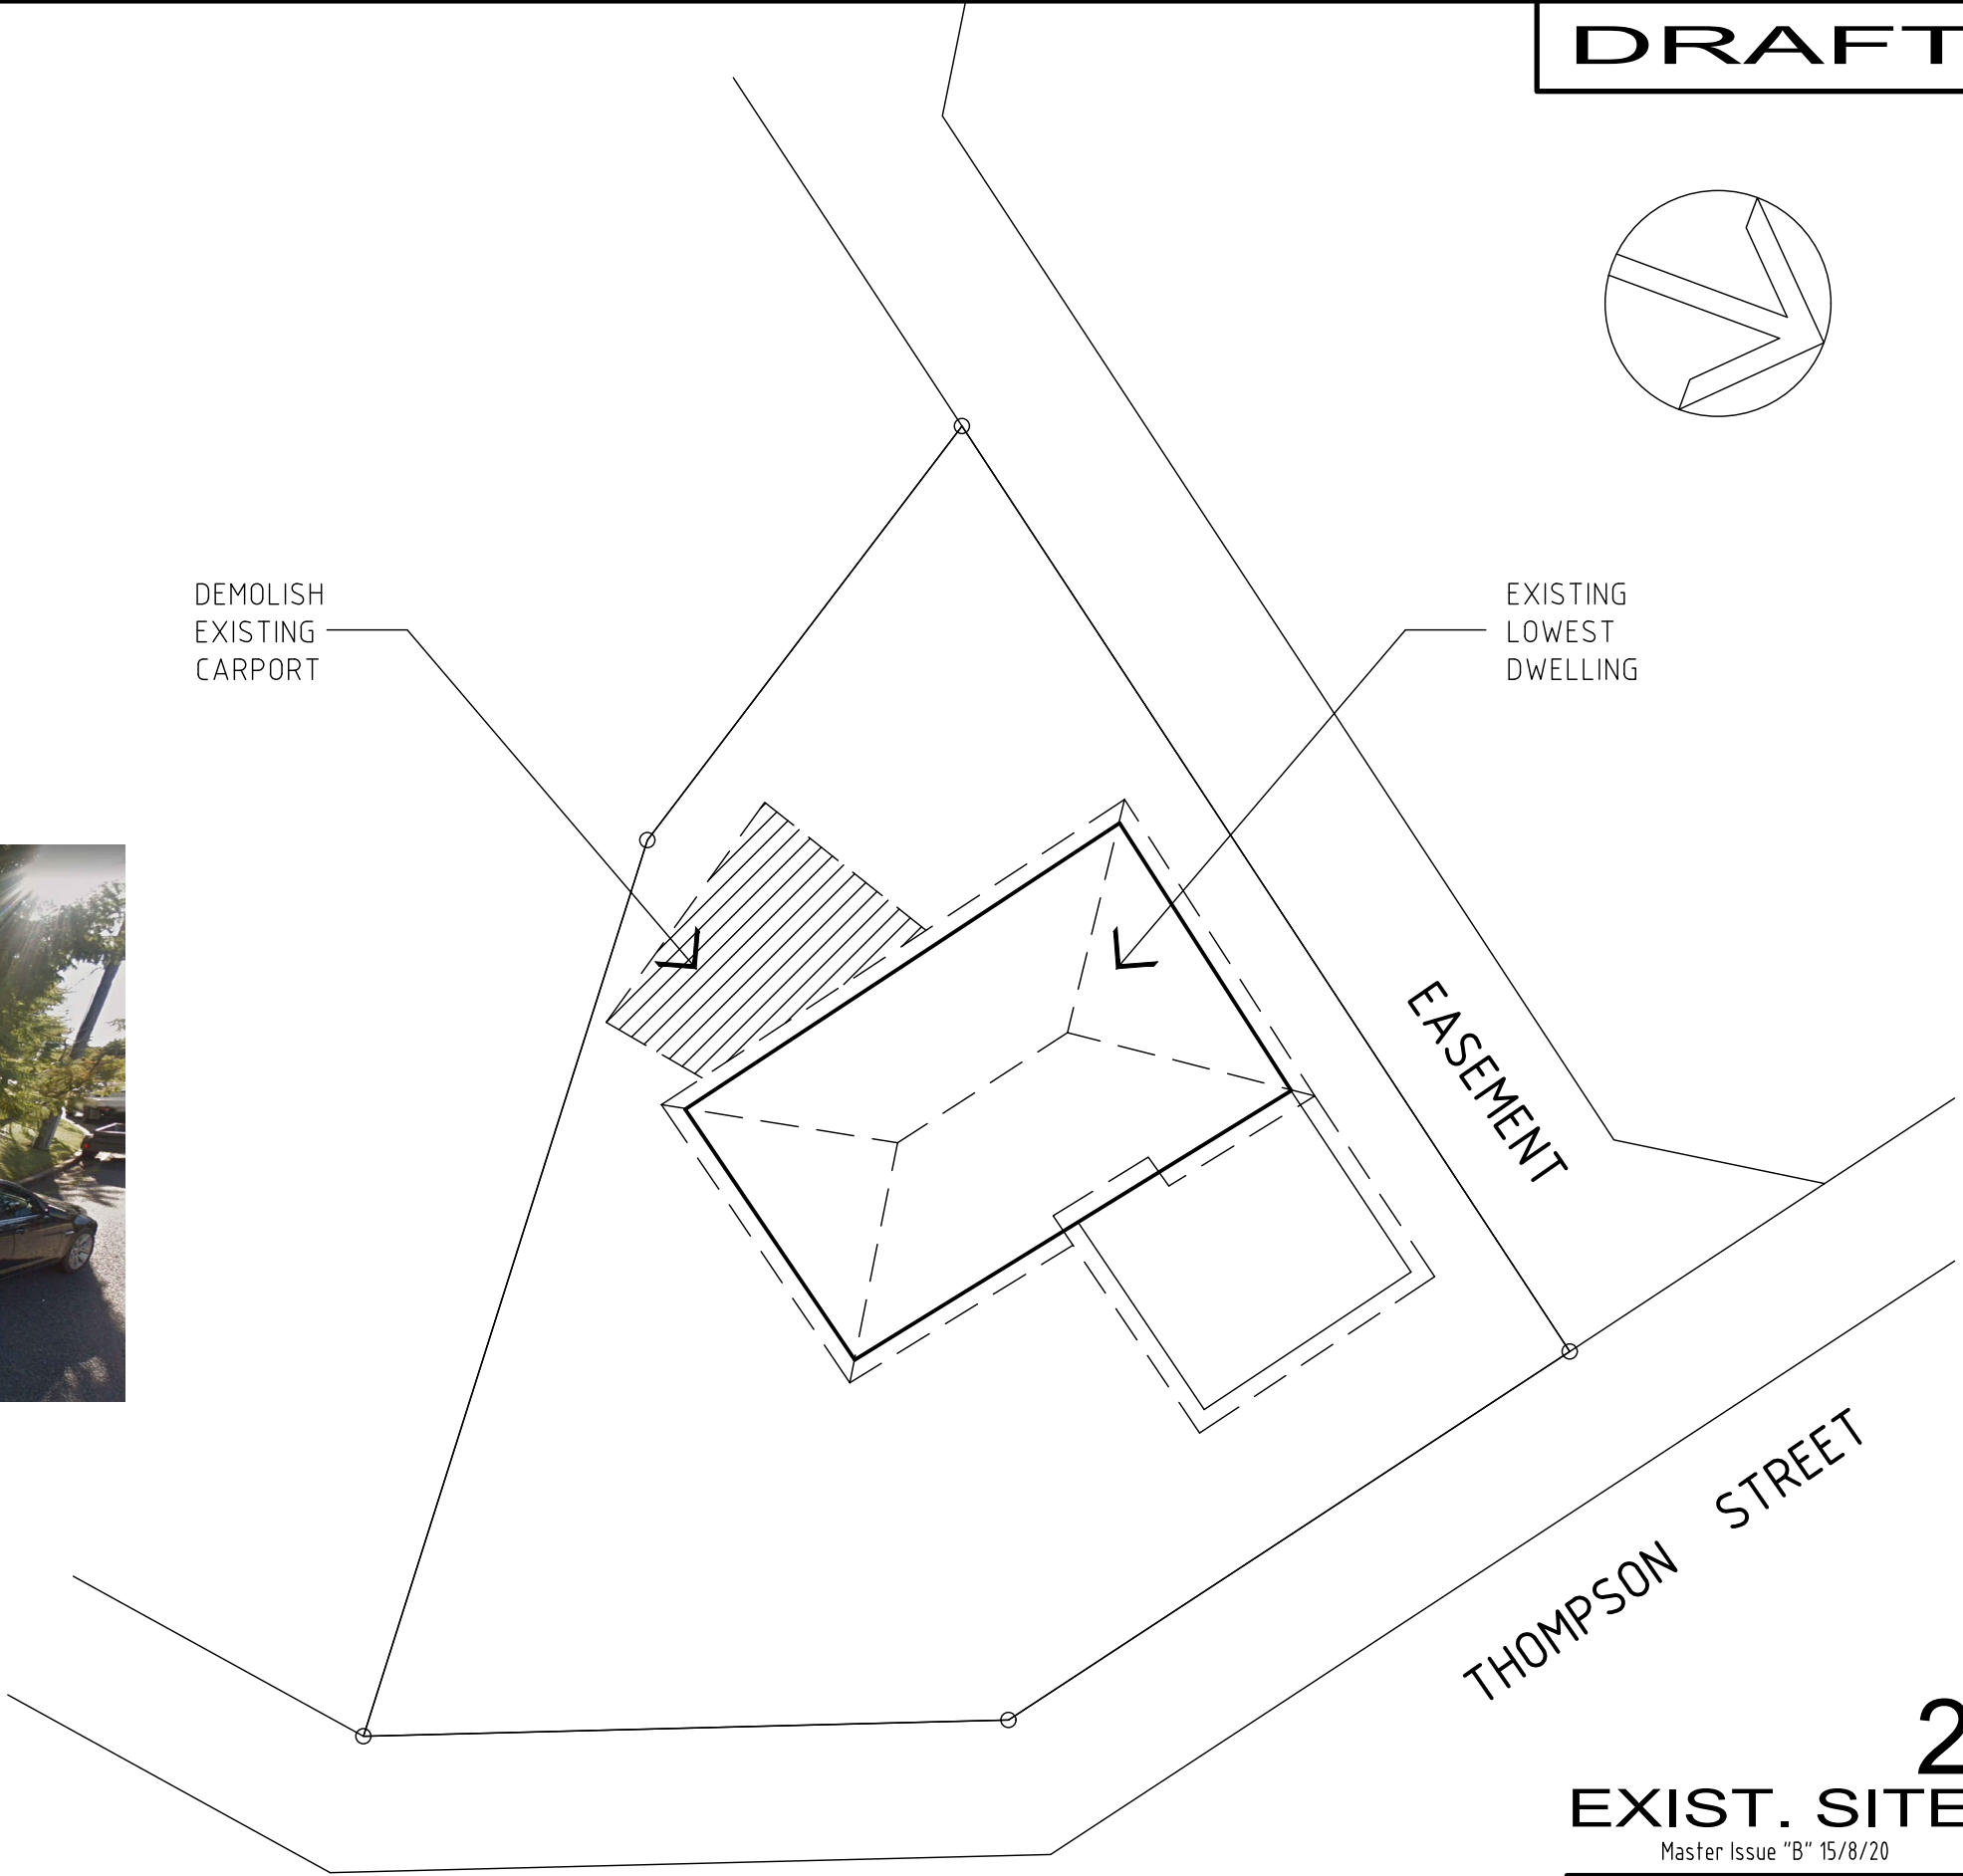 DRAFT
DEMOLISH
EXISTING
CARPORT
EXISTING
LOWEST
DWELLING
EASEMENT
THOMPSON STREET
2
EXIST. SITE
Master Issue "B" 15/8/20